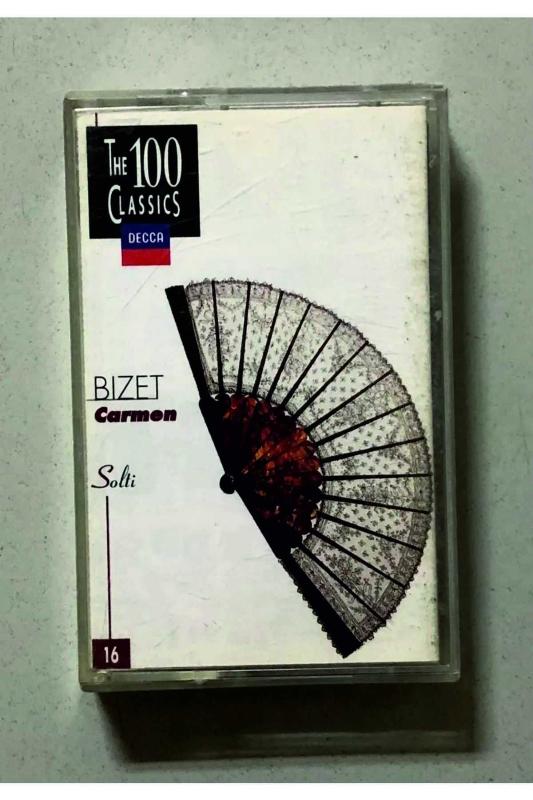 THE 100
CLASSICS
DECCA
BIZET
Carmen
Solti
16